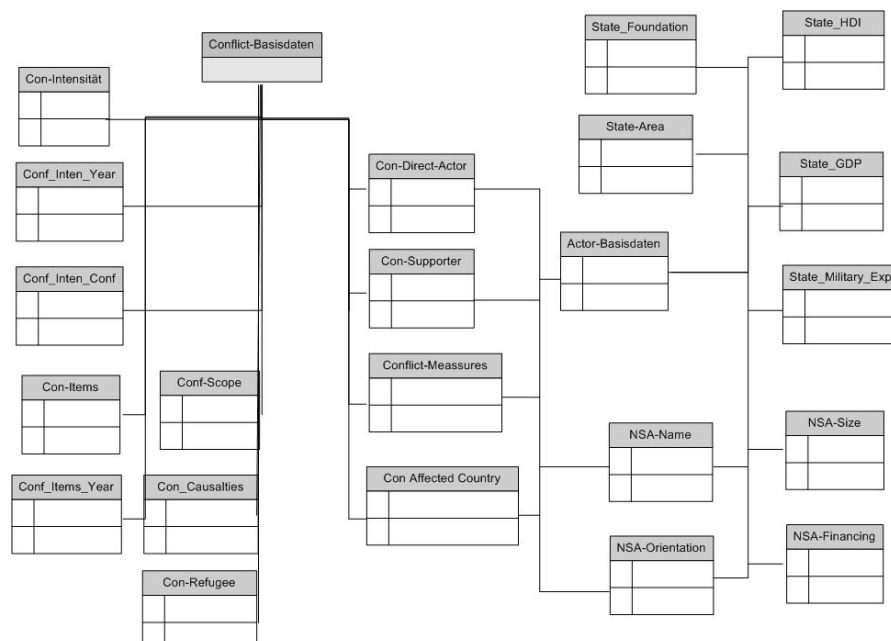 Conflict-Basisdaten
State_Foundation
State_HDI
Con-Intensität
State-Area
Conf_Inten_Year
Con-Direct-Actor
State_GDP
Con-Supporter
Actor-Basisdaten
Conf_Inten_Conf
State_Military_Exp
Con-Items
Conf-Scope
Conflict-Meassures
NSA-Name
NSA-Size
Conf_Items_Year
Con_Causalties
Con Affected Country
NSA-Orientation
NSA-Financing
Con-Refugee